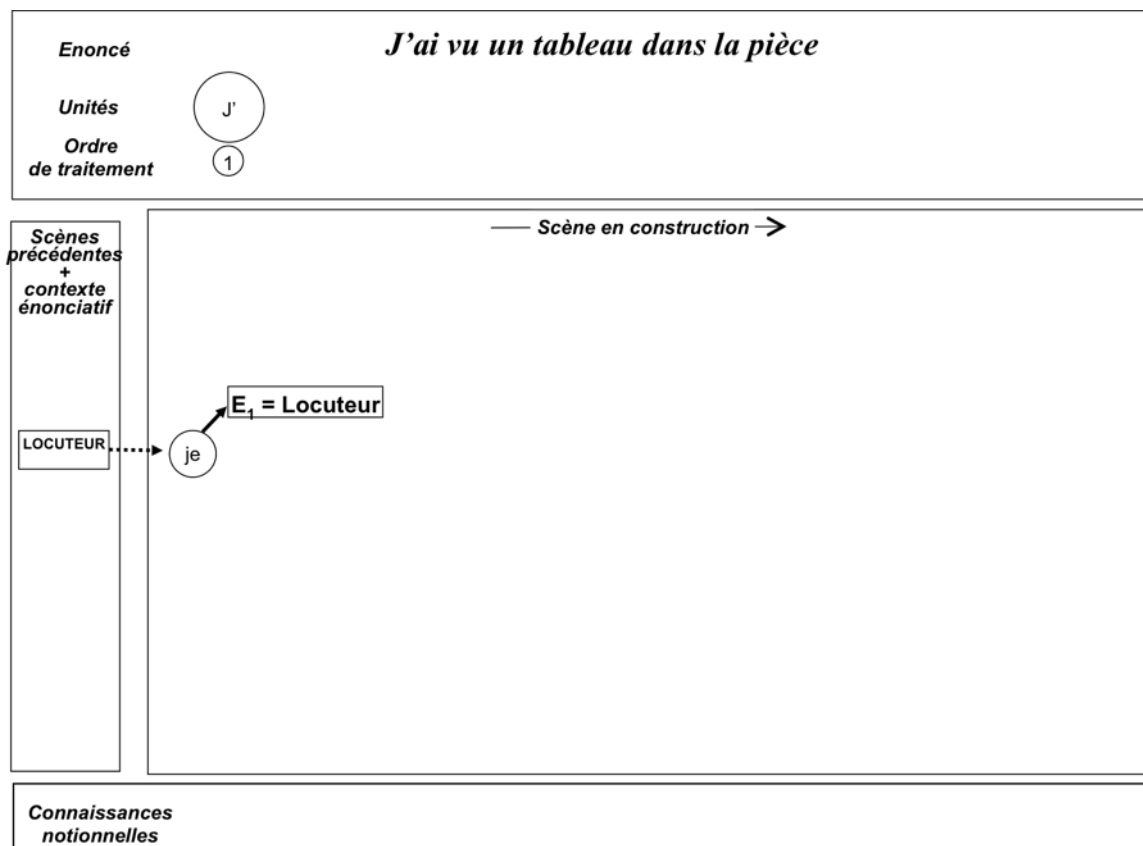 Enoncé
J'ai vu un tableau dans la pièce
Unités
J'
Ordre
de traitement
1
Scènes
précédentes
+
contexte
énonciatif
Scène en construction
E1 = Locuteur
LOCUTEUR
je
Connaissances
notionnelles